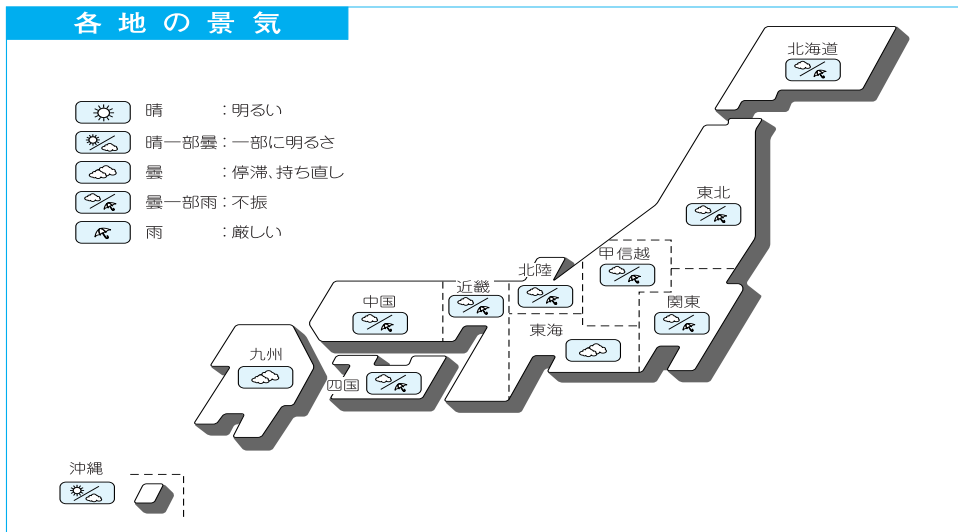 各地の景気
晴 ：明るい
晴一部曇：一部に明るさ
曇 ：停滞、持ち直し
曇一部雨：不振
雨 ：厳しい
北海道
東北
甲信越
北陸
近畿
中国
関東
東海
九州
四国
沖縄